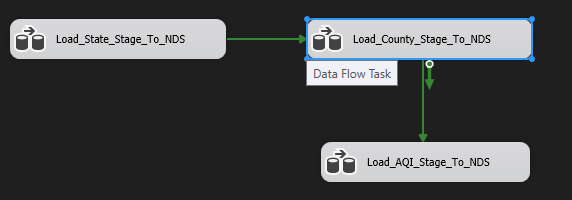 Load_State_Stage_To_NDS
Load_County_Stage_To_NDS
Data Flow Task
Load_AQI_Stage_To_NDS